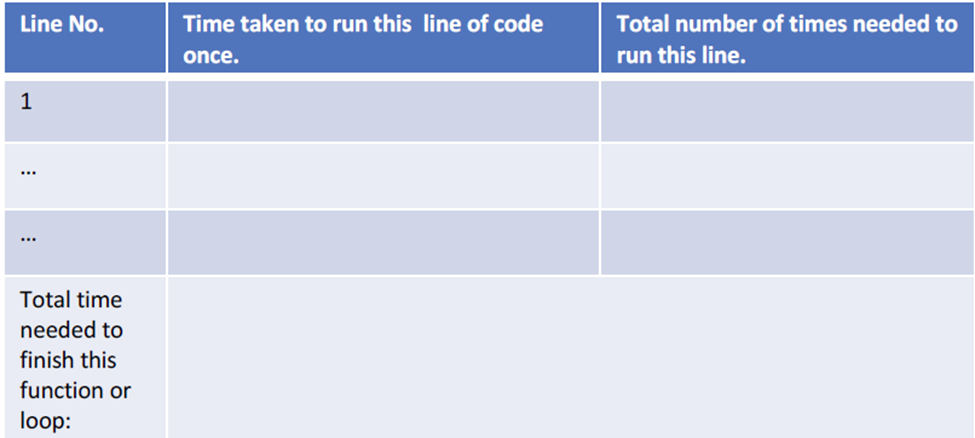 Line No.
Time taken to run this line of code
once.
Total number of times needed to
run this line.
1
...
...
Total time
needed to
finish this
function or
loop: